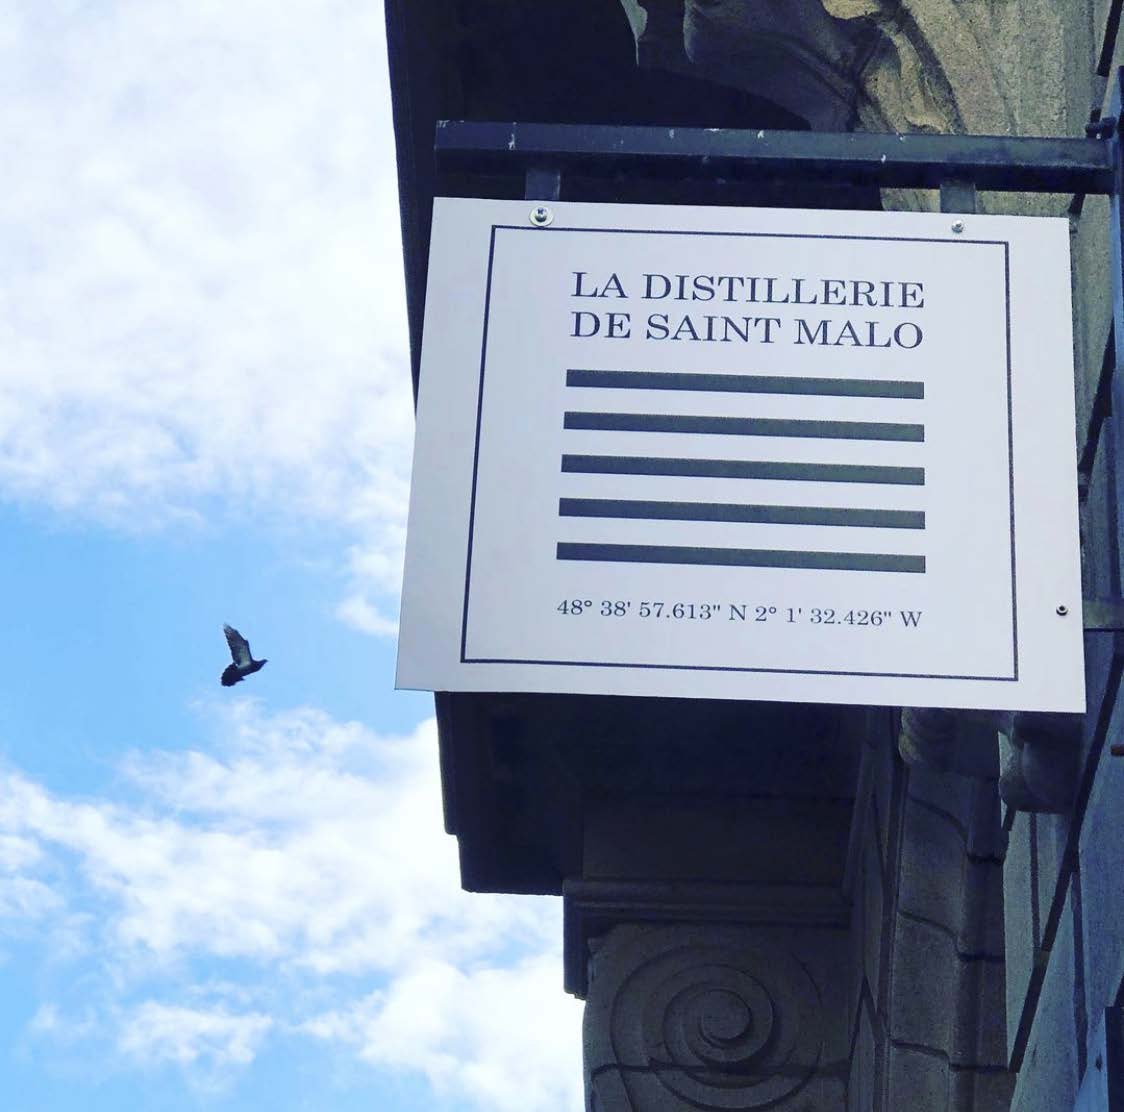 LA DISTILLERIE
DE SAINT MALO
48° 38' 57.613" N 2° 1' 32.426" W